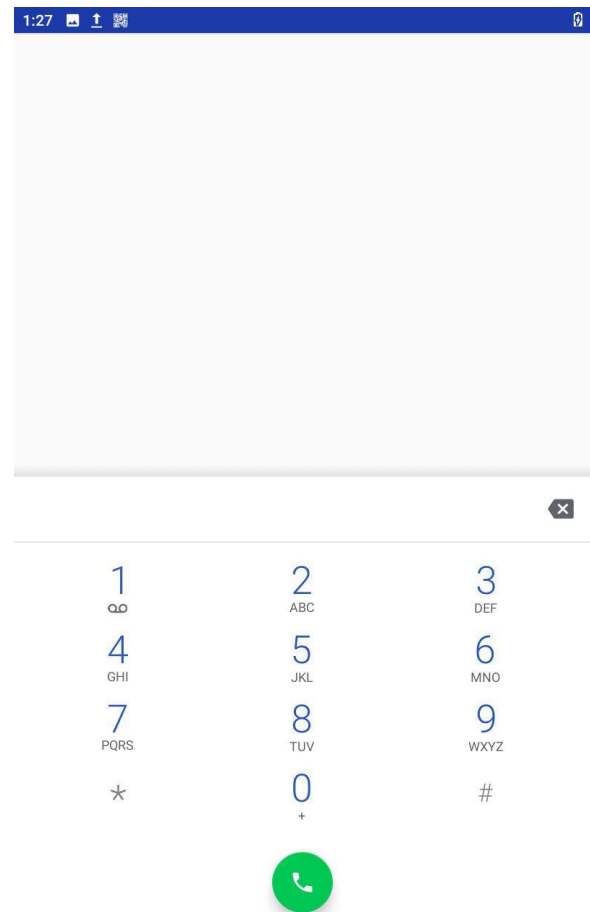 1:27
1 2 3
ABC DEF
4 5 6
GHI JKL MNO
7 8 9
PQRS TUV WXYZ
* 0 #
+